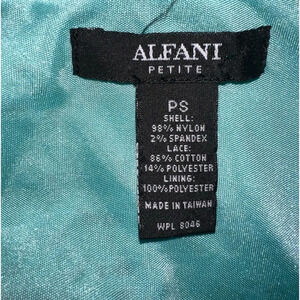 ALFANI
PETITE
PS
SHELL:
98% NYLON
2% SPANDEX
LACE:
86% COTTON
14% POLYESTER
LINING:
100% POLYESTER
MADE IN TAIWAN
WPL 8046